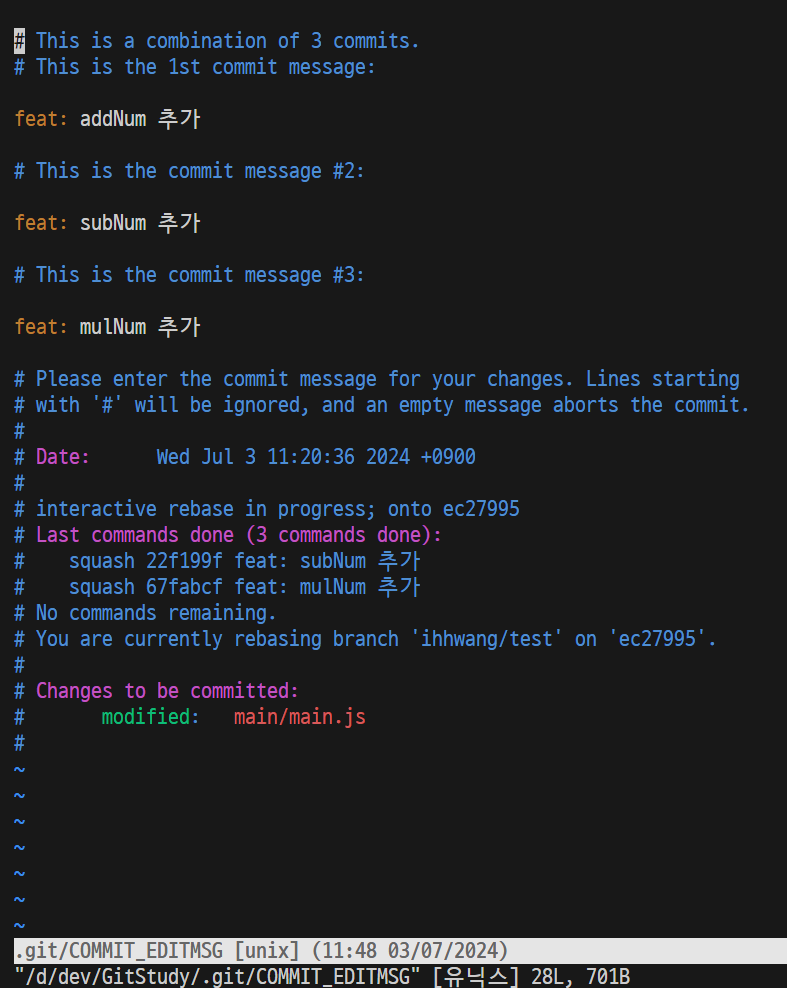 # This is a combination of 3 commits.
# This is the 1st commit message:
feat: addNum 추가
# This is the commit message #2:
feat: subNum 추가
# This is the commit message #3:
feat: mulNum 추가
# Please enter the commit message for your changes. Lines starting
# with '#' will be ignored, and an empty message aborts the commit.
#
# Date:      Wed Jul 3 11:20:36 2024 +0900
#
# interactive rebase in progress; onto ec27995
# Last commands done (3 commands done):
#    squash 22f199f feat: subNum 추가
#    squash 67fabcf feat: mulNum 추가
# No commands remaining.
# You are currently rebasing branch 'ihhwang/test' on 'ec27995'.
#
# Changes to be committed:
#       modified:   main/main.js
#
~
~
~
~
~
~
~
.git/COMMIT_EDITMSG [unix] (11:48 03/07/2024)
"/d/dev/GitStudy/.git/COMMIT_EDITMSG" [유닉스] 28L, 701B